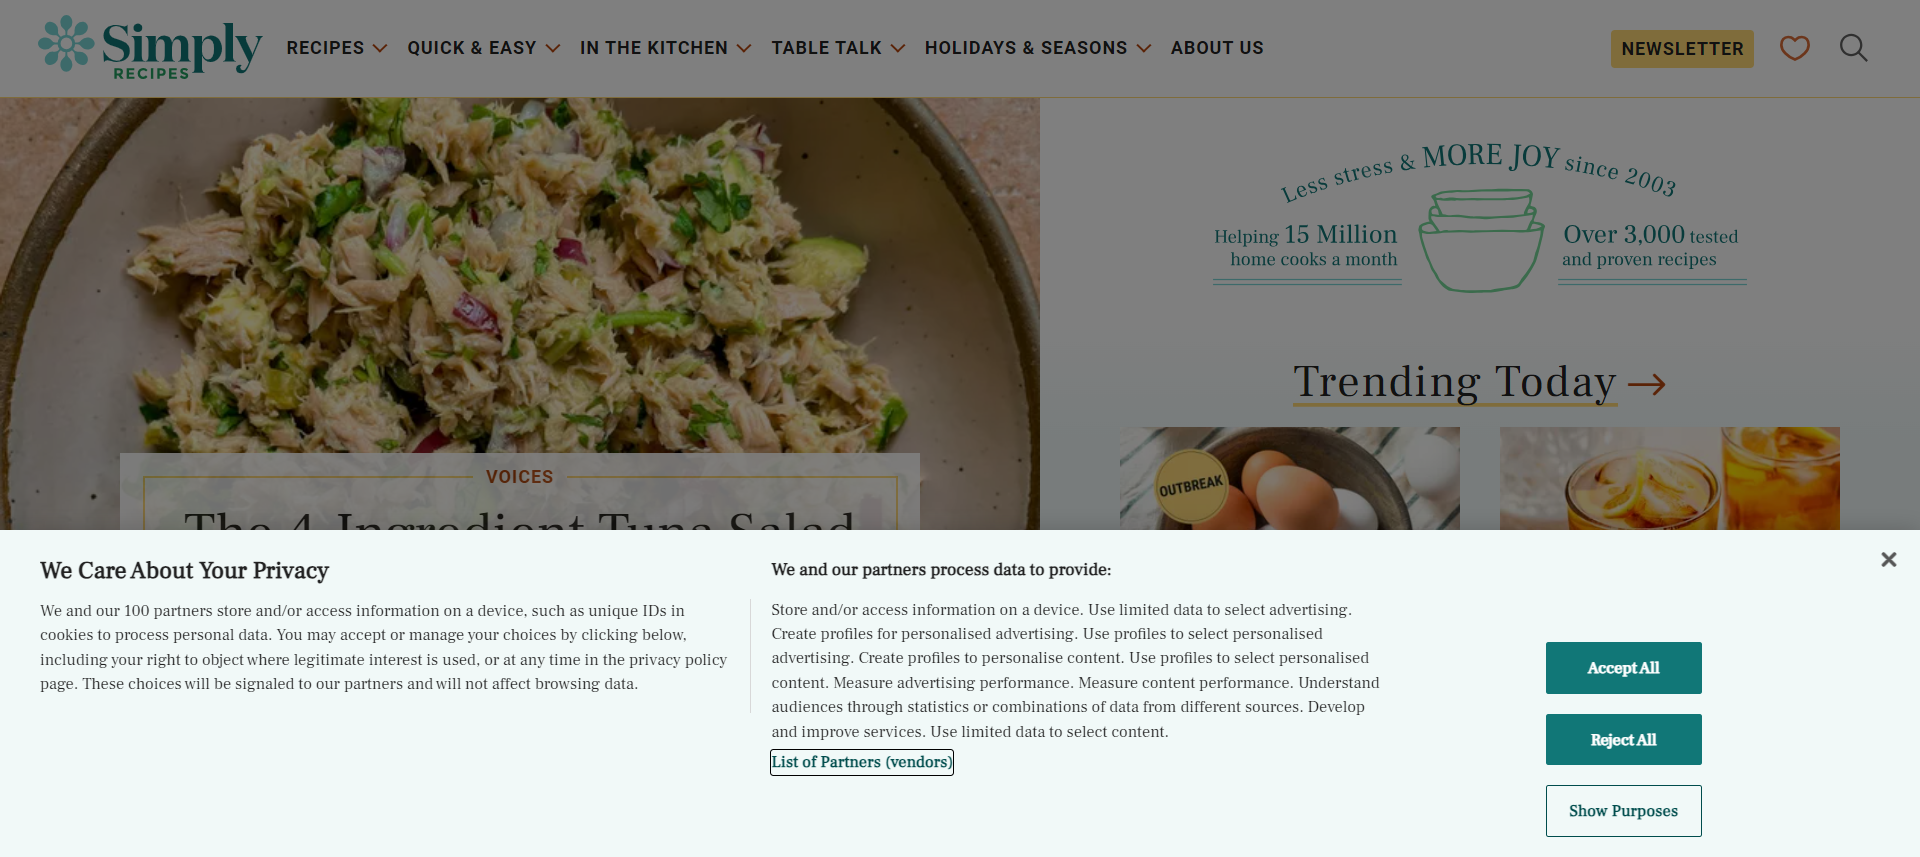 Simply
RECIPES
RECIPES
QUICK & EASY
IN THE KITCHEN
TABLE TALK
HOLIDAYS & SEASONS
ABOUT US
NEWSLETTER
Less stress & MORE JOY since 2003
Helping 15 Million
home cooks a month
Over 3,000 tested
and proven recipes
Trending Today
OUTBREAK
VOICES
The 4-Ingredient Tuna Salad
We Care About Your Privacy
We and our 100 partners store and/or access information on a device, such as unique IDs in
cookies to process personal data. You may accept or manage your choices by clicking below,
including your right to object where legitimate interest is used, or at any time in the privacy policy
page. These choices will be signaled to our partners and will not affect browsing data.
We and our partners process data to provide:
Store and/or access information on a device. Use limited data to select advertising.
Create profiles for personalised advertising. Use profiles to select personalised
advertising. Create profiles to personalise content. Use profiles to select personalised
content. Measure advertising performance. Measure content performance. Understand
audiences through statistics or combinations of data from different sources. Develop
and improve services. Use limited data to select content.
List of Partners (vendors)
Accept All
Reject All
Show Purposes